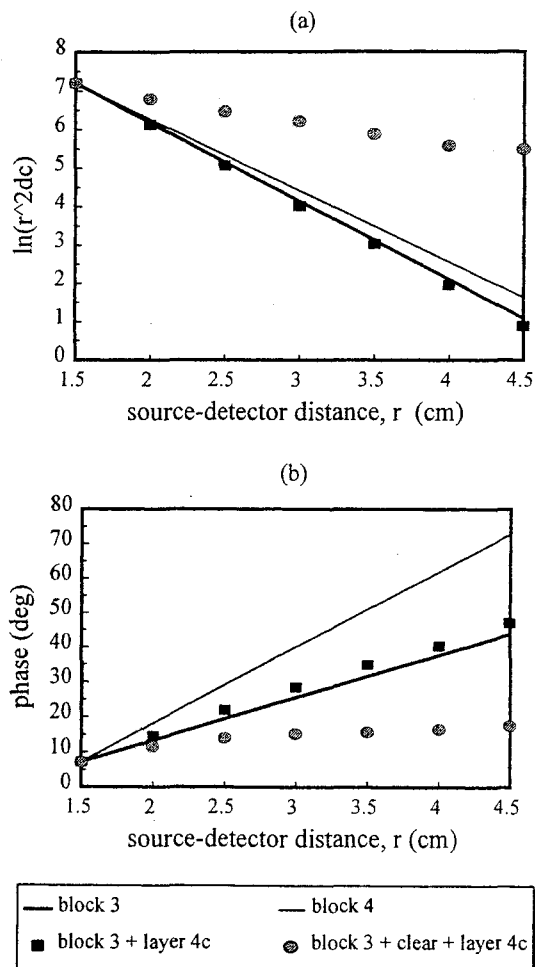 (a)
8
7
6
5
4
3
2
1
0
ln(r^2dc)
1.5 2 2.5 3 3.5 4 4.5
source-detector distance, r (cm)
(b)
80
70
60
50
40
30
20
10
0
phase (deg)
1.5 2 2.5 3 3.5 4 4.5
source-detector distance, r (cm)
block 3 block 4
block 3 + layer 4c block 3 + clear + layer 4c